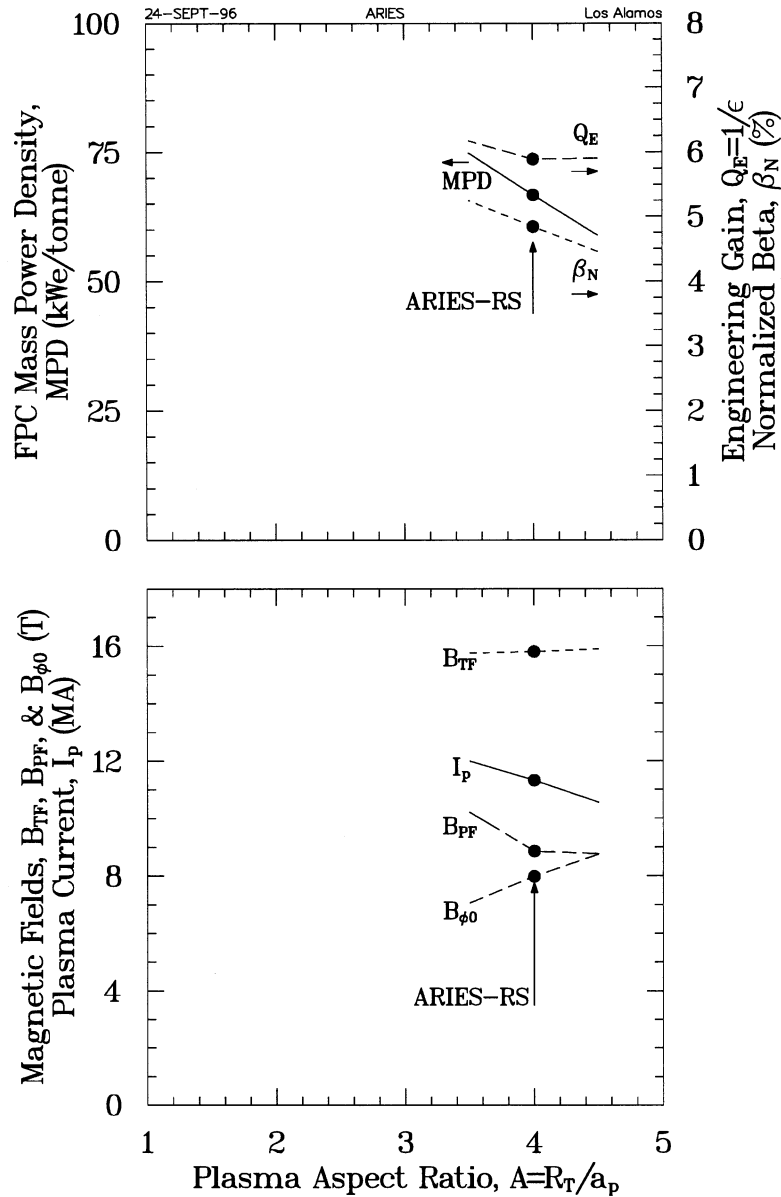 24-SEPT-96 ARIES Los Alamos
100
75
50
25
0
FPC Mass Power Density,
MPD (kWe/tonne)
8
7
6
5
4
3
2
1
0
Engineering Gain, Q_E=1/ϵ
Normalized Beta, β_N (%)
Q_E
MPD
β_N
ARIES-RS
16
12
8
4
0
Magnetic Fields, B_TF, B_PF, & B_ϕ0 (T)
Plasma Current, I_p (MA)
B_TF
I_p
B_PF
B_ϕ0
ARIES-RS
1 2 3 4 5
Plasma Aspect Ratio, A=R_T/a_p